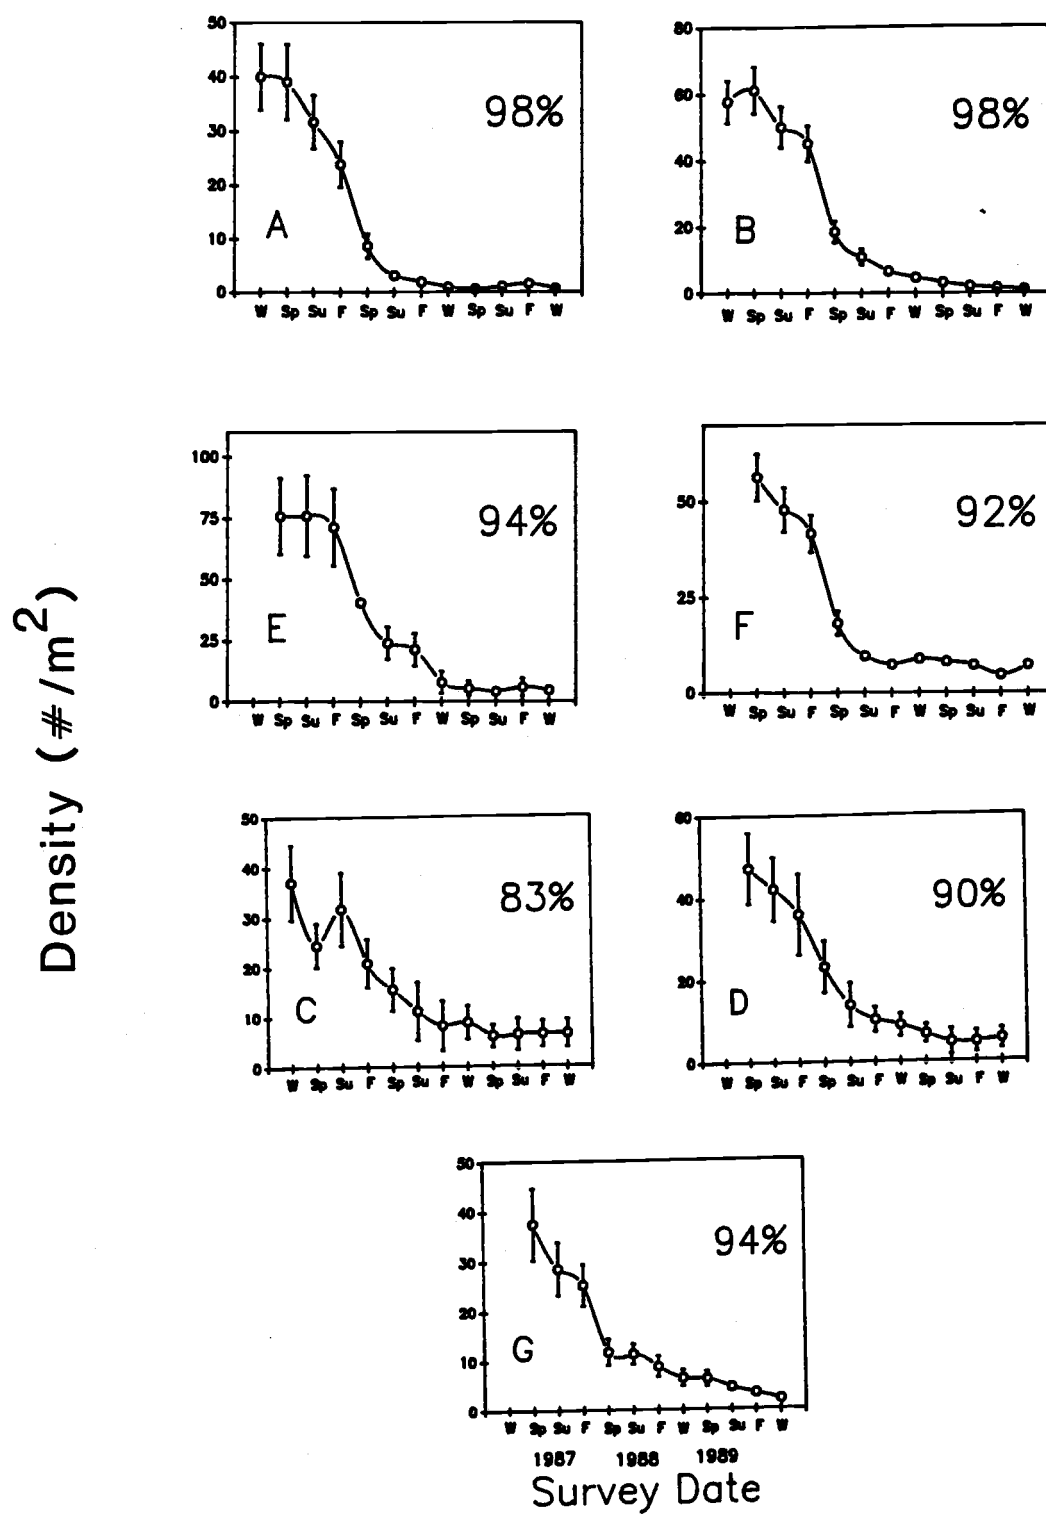 50
40
30
20
10
0
98%
A
W Sp Su F Sp Su F W Sp Su F W
80
60
40
20
0
98%
B
W Sp Su F Sp Su F W Sp Su F W
Density (#/m²)
100
75
50
25
0
94%
E
W Sp Su F Sp Su F W Sp Su F W
50
25
0
92%
F
W Sp Su F Sp Su F W Sp Su F W
50
40
30
20
10
0
83%
C
W Sp Su F Sp Su F W Sp Su F W
60
40
20
0
90%
D
W Sp Su F Sp Su F W Sp Su F W
50
40
30
20
10
0
94%
G
W Sp Su F Sp Su F W Sp Su F W
1987 1988 1989
Survey Date